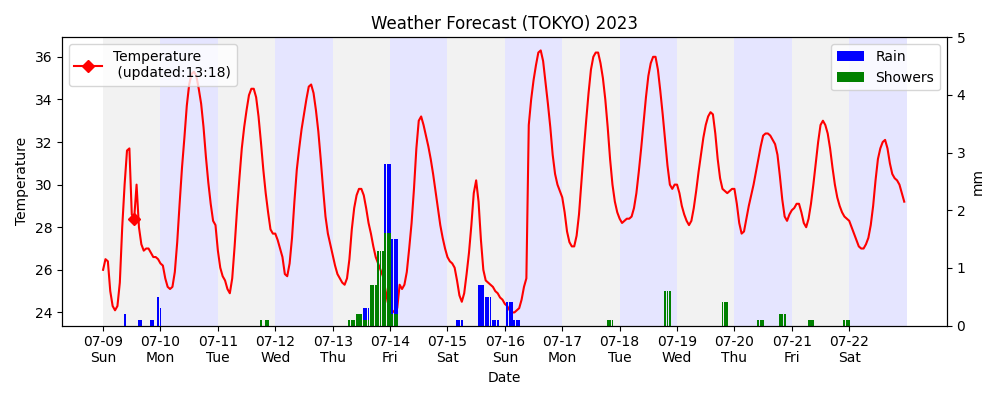 Weather Forecast (TOKYO) 2023
Temperature
(updated:13:18)
Rain
Showers
Temperature
36
34
32
30
28
26
24
5
4
3
2
1
0
mm
07-09 07-10 07-11 07-12 07-13 07-14 07-15 07-16 07-17 07-18 07-19 07-20 07-21 07-22
Sun Mon Tue Wed Thu Fri Sat Sun Mon Tue Wed Thu Fri Sat
Date